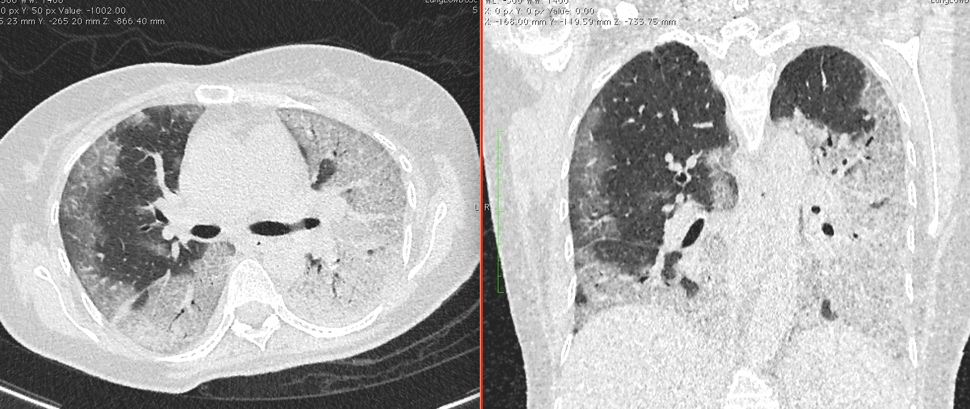 0 px Y: 50 px Value: -1002.00
5.23 mm Y: -265.20 mm Z: -866.40 mm
5
X: 0 px Y: 0 px Value: 0.00
X: -168.00 mm Y: -119.59 mm Z: -733.75 mm
R